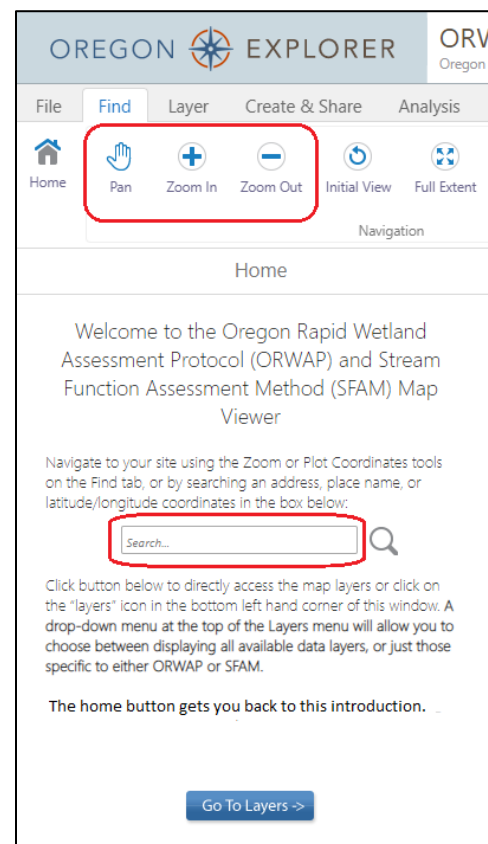 OREGON EXPLORER
ORW
Oregon
File Find Layer Create & Share Analysis
Home Pan Zoom In Zoom Out Initial View Full Extent
Navigation
Home
Welcome to the Oregon Rapid Wetland
Assessment Protocol (ORWAP) and Stream
Function Assessment Method (SFAM) Map
Viewer
Navigate to your site using the Zoom or Plot Coordinates tools
on the Find tab, or by searching an address, place name, or
latitude/longitude coordinates in the box below:
Search...
Click button below to directly access the map layers or click on
the "layers" icon in the bottom left hand corner of this window. A
drop-down menu at the top of the Layers menu will allow you to
choose between displaying all available data layers, or just those
specific to either ORWAP or SFAM.
The home button gets you back to this introduction.
Go To Layers ->